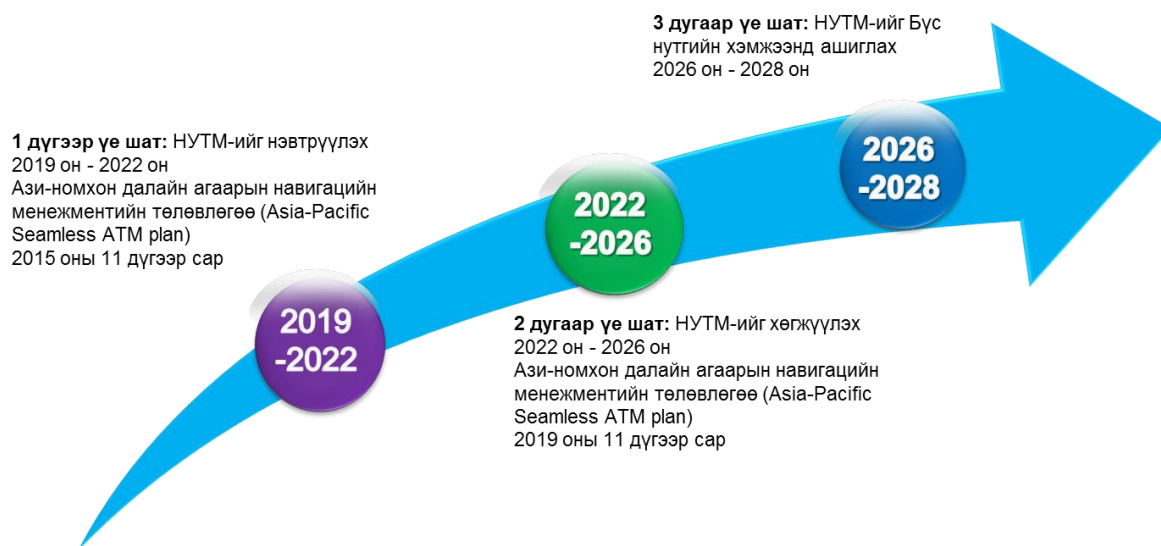 3 дугаар үе шат: НУТМ-ийг Бүс
нутгийн хэмжээнд ашиглах
2026 он - 2028 он
1 дүгээр үе шат: НУТМ-ийг нэвтрүүлэх
2019 он - 2022 он
Ази-номхон далайн агаарын навигацийн
менежментийн төлөвлөгөө (Asia-Pacific
Seamless ATM plan)
2015 оны 11 дүгээр сар
2026
-2028
2022
-2026
2019
-2022
2 дугаар үе шат: НУТМ-ийг хөгжүүлэх
2022 он - 2026 он
Ази-номхон далайн агаарын навигацийн
менежментийн төлөвлөгөө (Asia-Pacific
Seamless ATM plan)
2019 оны 11 дүгээр сар